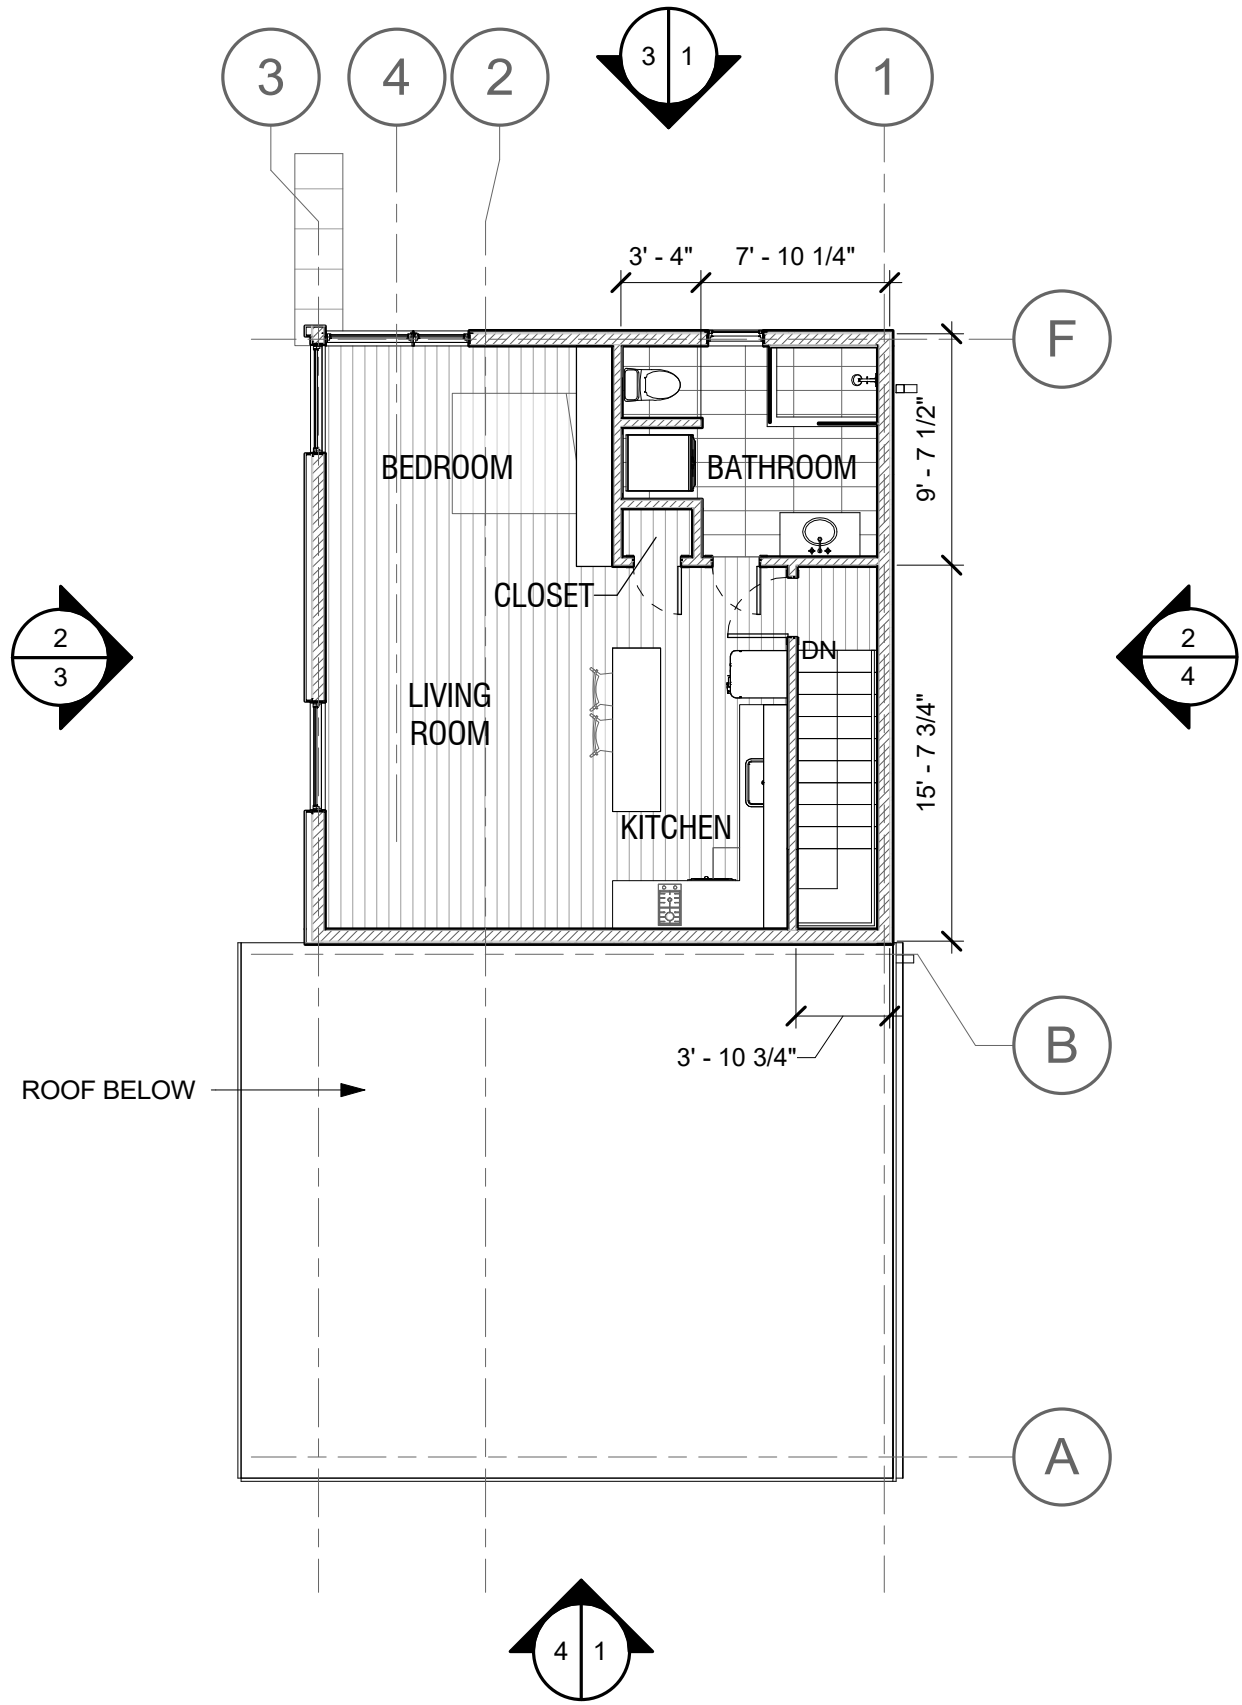 3
4
2
3 1
1
3' - 4"
7' - 10 1/4"
F
9' - 7 1/2"
BEDROOM
BATHROOM
CLOSET
2
3
DN
2
4
LIVING
ROOM
15' - 7 3/4"
KITCHEN
3' - 10 3/4"
B
ROOF BELOW
A
4 1